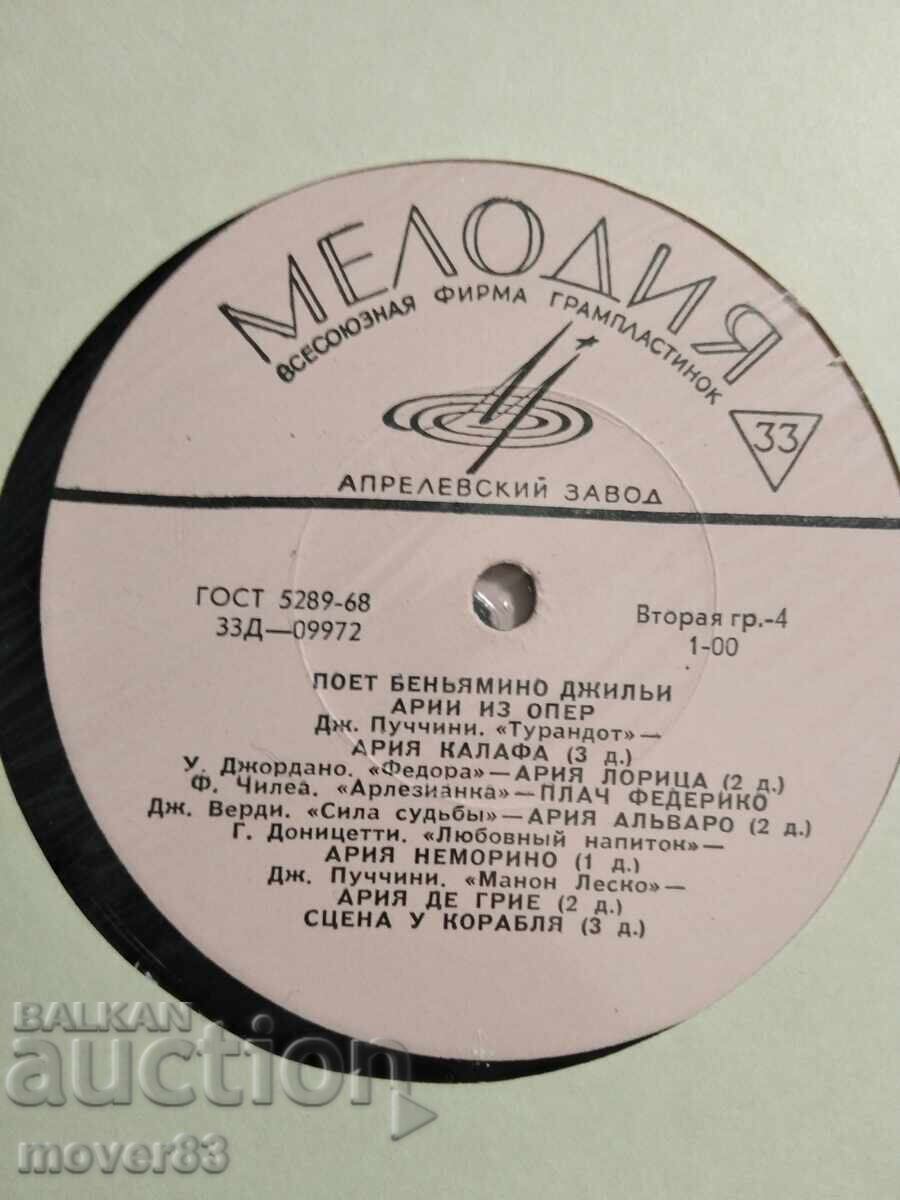 МЕЛОДИЯ
ВСЕСОЮЗНАЯ ФИРМА ГРАМПЛАСТИНОК
33
АПРЕЛЕВСКИЙ ЗАВОД
ГОСТ 5289-68
33Д—09972
Вторая гр.-4
1-00
ПОЕТ БЕНЬЯМИНО ДЖИЛЬИ
АРИИ ИЗ ОПЕР
Дж. Пуччини. «Турандот»—
АРИЯ КАЛАФА (3 д.)
У. Джордано. «Федора»—АРИЯ ЛОРИЦА (2 д.)
Ф. Чилеа. «Арлезианка»—ПЛАЧ ФЕДЕРИКО
Дж. Верди. «Сила судьбы»—АРИЯ АЛЬВАРО (2 д.)
Г. Доницетти. «Любовный напиток»—
АРИЯ НЕМОРИНО (1 д.)
Дж. Пуччини. «Манон Леско»—
АРИЯ ДЕ ГРИЕ (2 д.)
СЦЕНА У КОРАБЛЯ (3 д.)
BALKAN
auction
mover83